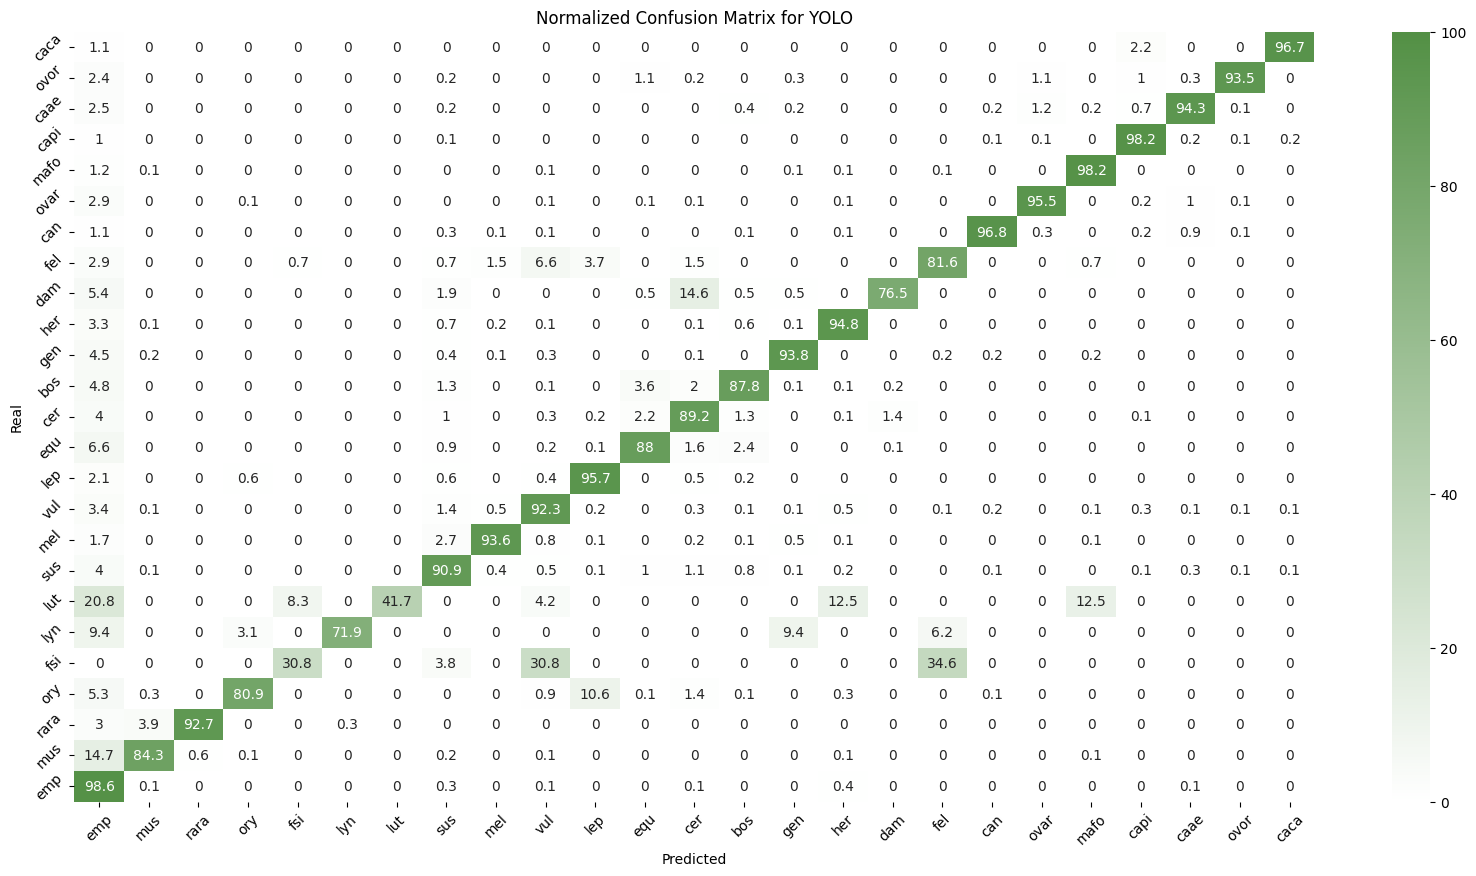 Normalized Confusion Matrix for YOLO
caca 1.1 0 0 0 0 0 0 0 0 0 0 0 0 0 0 0 0 0 0 0 0 2.2 0 0 96.7
ovor 2.4 0 0 0 0 0 0 0.2 0 0 0 1.1 0.2 0 0.3 0 0 0 0 1.1 0 1 0.3 93.5 0
caae 2.5 0 0 0 0 0 0 0.2 0 0 0 0 0 0.4 0.2 0 0 0 0.2 1.2 0.2 0.7 94.3 0.1 0
capi 1 0 0 0 0 0 0 0.1 0 0 0 0 0 0 0 0 0 0 0.1 0.1 0 98.2 0.2 0.1 0.2
mafo 1.2 0.1 0 0 0 0 0 0 0 0.1 0 0 0 0 0.1 0.1 0 0.1 0 0 98.2 0 0 0 0
ovar 2.9 0 0 0.1 0 0 0 0 0 0.1 0 0.1 0.1 0 0 0.1 0 0 0 95.5 0 0.2 1 0.1 0
can 1.1 0 0 0 0 0 0 0.3 0.1 0.1 0 0 0 0.1 0 0.1 0 0 96.8 0.3 0 0.2 0.9 0.1 0
fel 2.9 0 0 0 0.7 0 0 0.7 1.5 6.6 3.7 0 1.5 0 0 0 0 81.6 0 0 0.7 0 0 0 0
dam 5.4 0 0 0 0 0 0 1.9 0 0 0 0.5 14.6 0.5 0.5 0 76.5 0 0 0 0 0 0 0 0
her 3.3 0.1 0 0 0 0 0 0.7 0.2 0.1 0 0 0.1 0.6 0.1 94.8 0 0 0 0 0 0 0 0 0
gen 4.5 0.2 0 0 0 0 0 0.4 0.1 0.3 0 0 0.1 0 93.8 0 0 0.2 0.2 0 0.2 0 0 0 0
bos 4.8 0 0 0 0 0 0 1.3 0 0.1 0 3.6 2 87.8 0.1 0.1 0.2 0 0 0 0 0 0 0 0
cer 4 0 0 0 0 0 0 1 0 0.3 0.2 2.2 89.2 1.3 0 0.1 1.4 0 0 0 0 0.1 0 0 0
equ 6.6 0 0 0 0 0 0 0.9 0 0.2 0.1 88 1.6 2.4 0 0 0.1 0 0 0 0 0 0 0 0
lep 2.1 0 0 0.6 0 0 0 0.6 0 0.4 95.7 0 0.5 0.2 0 0 0 0 0 0 0 0 0 0 0
vul 3.4 0.1 0 0 0 0 0 1.4 0.5 92.3 0.2 0 0.3 0.1 0.1 0.5 0 0.1 0.2 0 0.1 0.3 0.1 0.1 0.1
mel 1.7 0 0 0 0 0 0 2.7 93.6 0.8 0.1 0 0.2 0.1 0.5 0.1 0 0 0 0 0.1 0 0 0 0
sus 4 0.1 0 0 0 0 0 90.9 0.4 0.5 0.1 1 1.1 0.8 0.1 0.2 0 0 0.1 0 0 0.1 0.3 0.1 0.1
lut 20.8 0 0 0 8.3 0 41.7 0 0 4.2 0 0 0 0 0 12.5 0 0 0 0 12.5 0 0 0 0
lyn 9.4 0 0 3.1 0 71.9 0 0 0 0 0 0 0 0 9.4 0 0 6.2 0 0 0 0 0 0 0
fsi 0 0 0 0 30.8 0 0 3.8 0 30.8 0 0 0 0 0 0 0 34.6 0 0 0 0 0 0 0
ory 5.3 0.3 0 80.9 0 0 0 0 0 0.9 10.6 0.1 1.4 0.1 0 0.3 0 0 0.1 0 0 0 0 0 0
rara 3 3.9 92.7 0 0 0.3 0 0 0 0 0 0 0 0 0 0 0 0 0 0 0 0 0 0 0
mus 14.7 84.3 0.6 0.1 0 0 0 0.2 0 0.1 0 0 0 0 0 0.1 0 0 0 0 0.1 0 0 0 0
emp 98.6 0.1 0 0 0 0 0 0.3 0 0.1 0 0 0.1 0 0 0.4 0 0 0 0 0 0 0.1 0 0
emp mus rara ory fsi lyn lut sus mel vul lep equ cer bos gen her dam fel can ovar mafo capi caae ovor caca
Predicted
Real
100
80
60
40
20
0